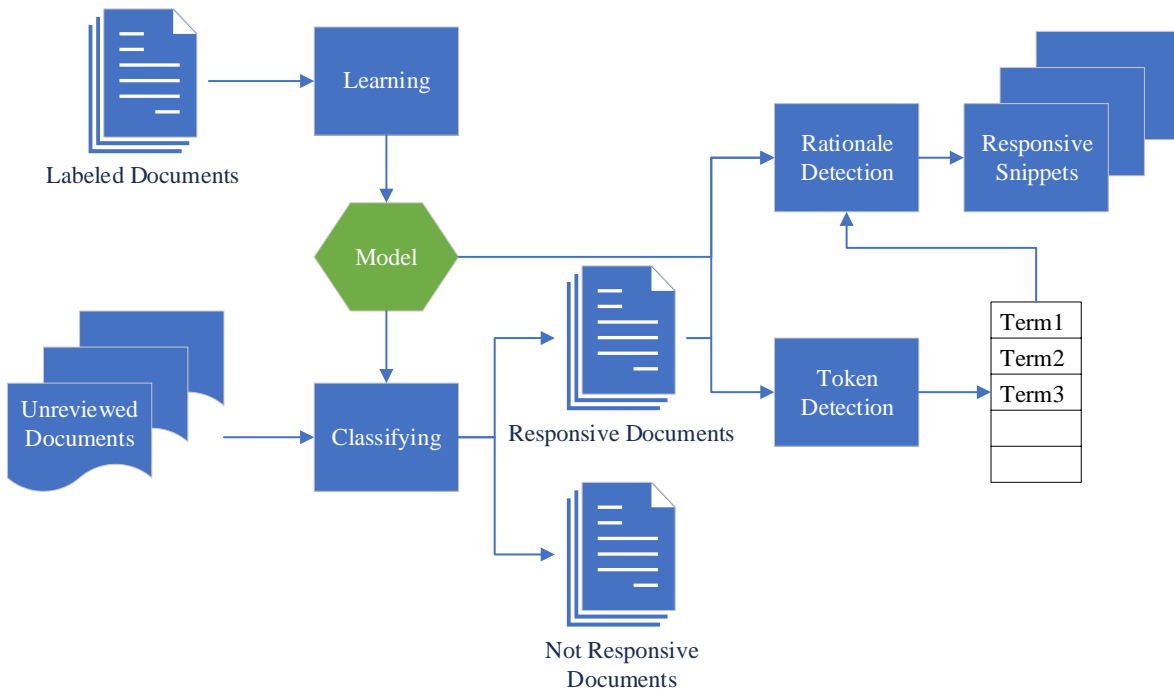 Learning
Labeled Documents
Rationale
Detection
Responsive
Snippets
Model
Term1
Term2
Term3
Token
Detection
Unreviewed
Documents
Classifying
Responsive Documents
Not Responsive
Documents